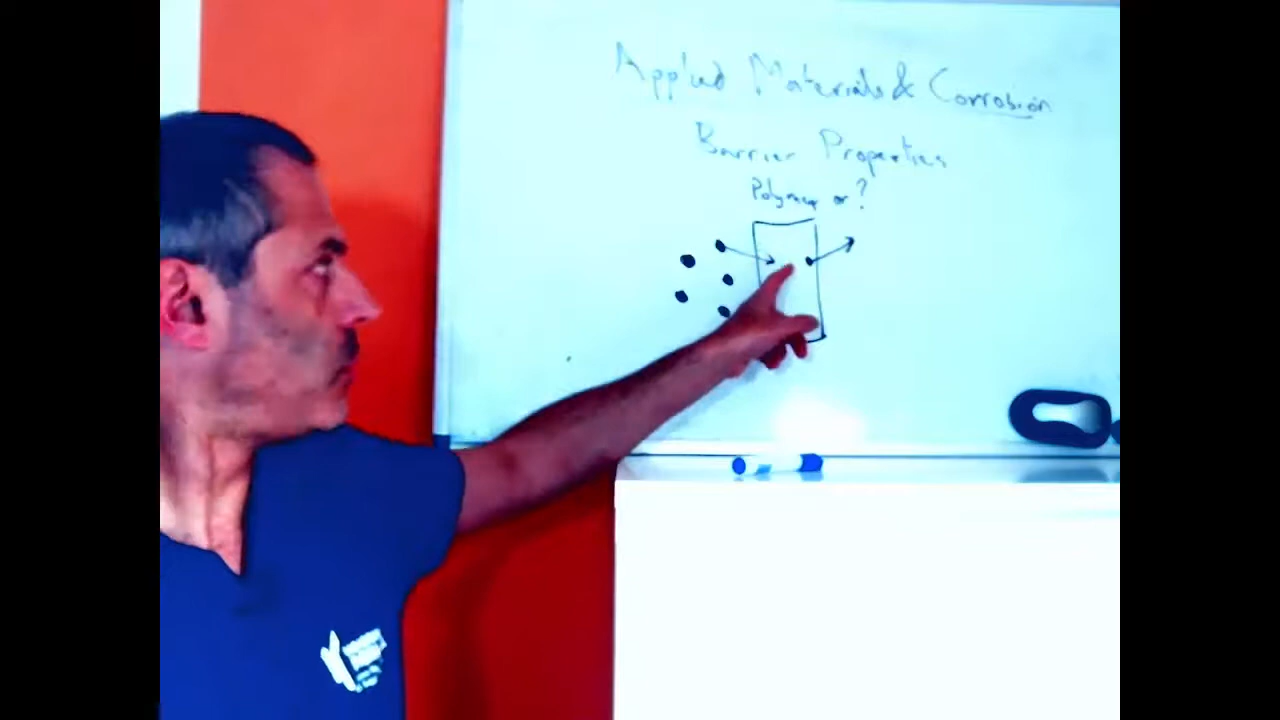 Applied Materials & Corrosion
Barrier Properties
Polymer or ?